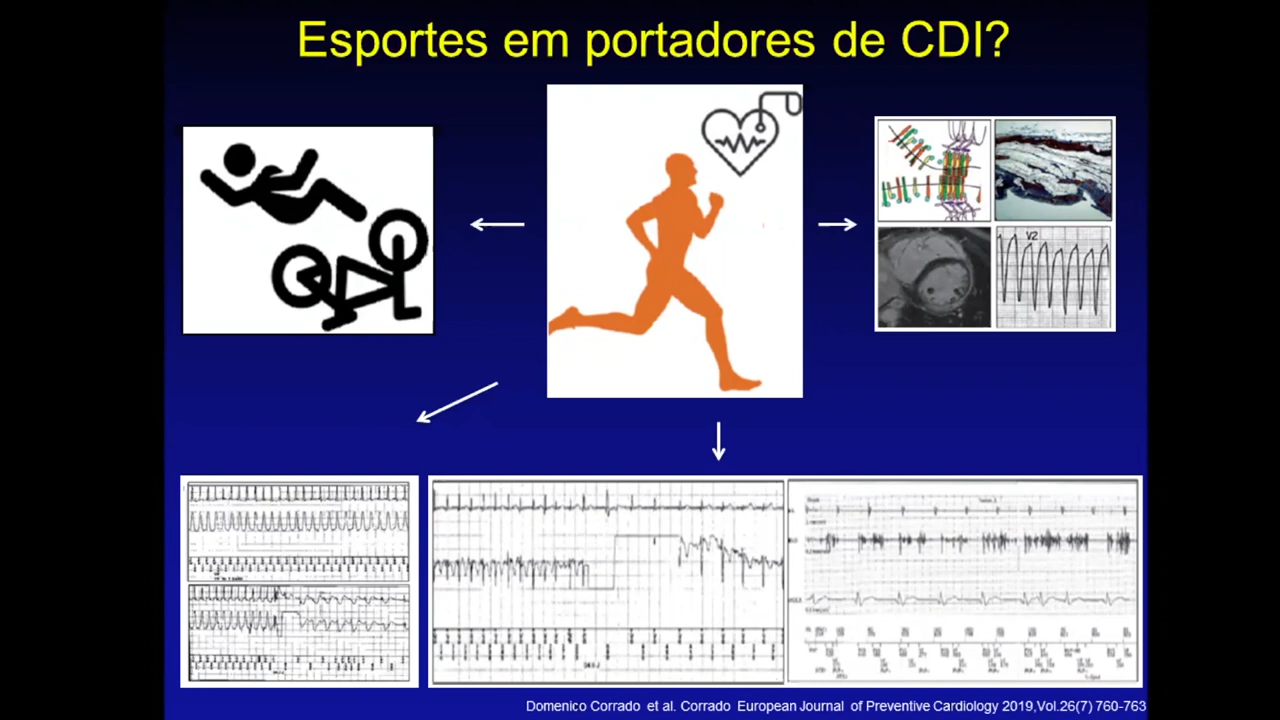 Esportes em portadores de CDI?
V2
Domenico Corrado et al. Corrado European Journal of Preventive Cardiology 2019,Vol.26(7) 760-763